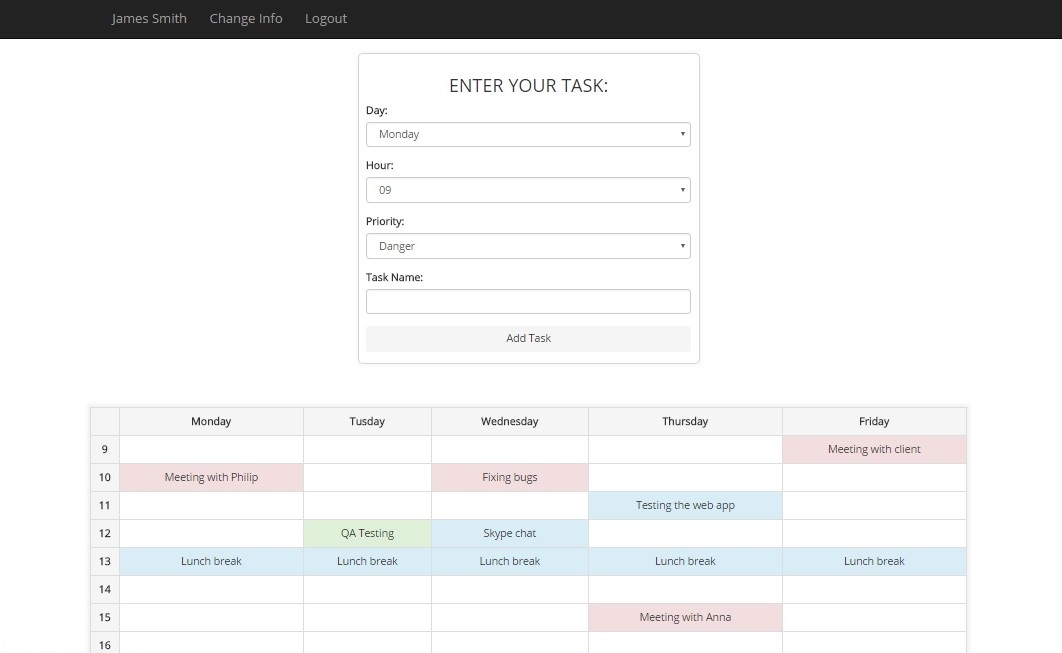 James Smith Change Info Logout
ENTER YOUR TASK:
Day:
Monday
Hour:
09
Priority:
Danger
Task Name:
Add Task
Monday Tusday Wednesday Thursday Friday
9 Meeting with client
10 Meeting with Philip Fixing bugs
11 Testing the web app
12 QA Testing Skype chat
13 Lunch break Lunch break Lunch break Lunch break Lunch break
14
15 Meeting with Anna
16